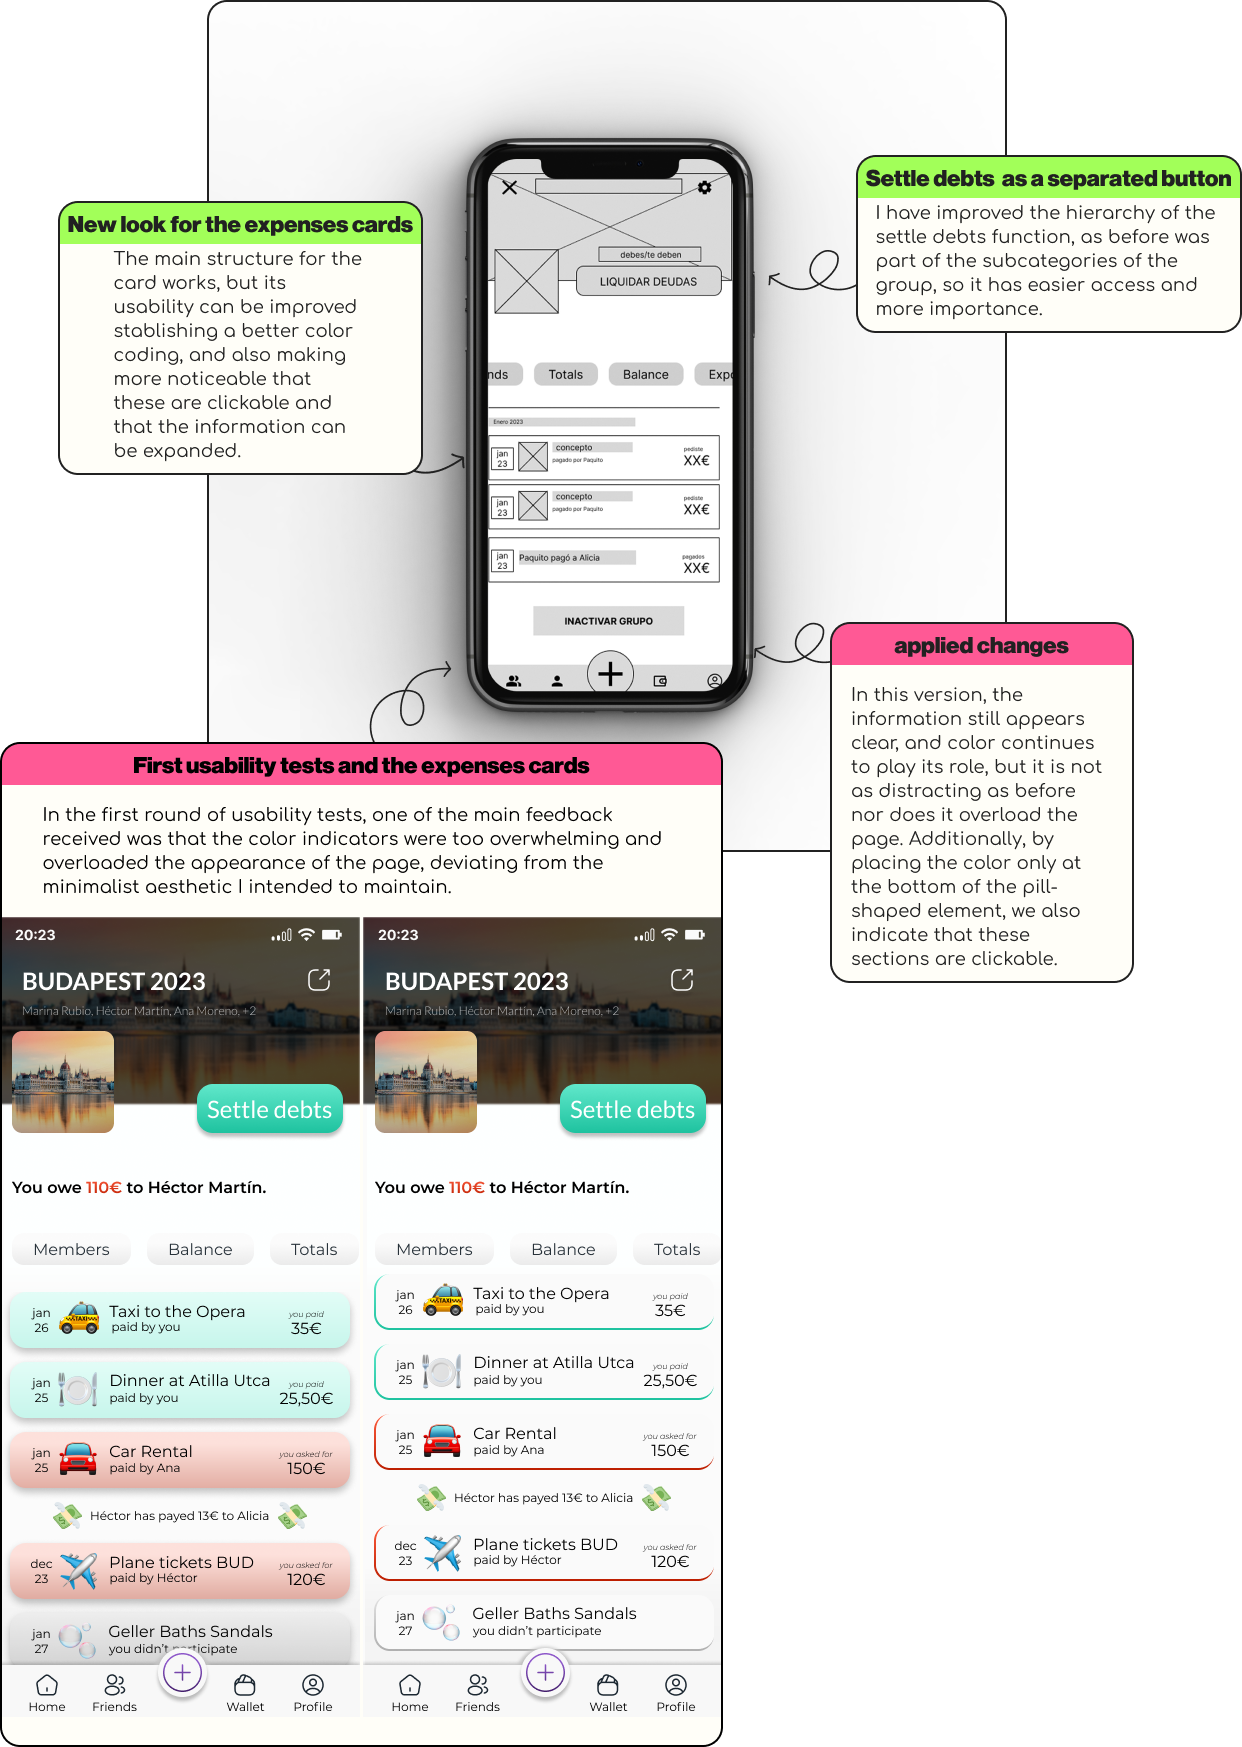 Settle debts as a separated button
I have improved the hierarchy of the
settle debts function, as before was
part of the subcategories of the
group, so it has easier access and
more importance.
New look for the expenses cards
The main structure for the
card works, but its
usability can be improved
stablishing a better color
coding, and also making
more noticeable that
these are clickable and
that the information can
be expanded.
debes/te deben
LIQUIDAR DEUDAS
nds
Totals
Balance
Expo
Enero 2023
jan
23
concepto
pagado por Paquito
pediste
XX€
jan
23
concepto
pagado por Paquito
pediste
XX€
jan
23
Paquito pagó a Alicia
pagados
XX€
INACTIVAR GRUPO
applied changes
In this version, the
information still appears
clear, and color continues
to play its role, but it is not
as distracting as before
nor does it overload the
page. Additionally, by
placing the color only at
the bottom of the pill-
shaped element, we also
indicate that these
sections are clickable.
First usability tests and the expenses cards
In the first round of usability tests, one of the main feedback
received was that the color indicators were too overwhelming and
overloaded the appearance of the page, deviating from the
minimalist aesthetic I intended to maintain.
20:23
BUDAPEST 2023
Marina Rubio, Héctor Martín, Ana Moreno, +2
Settle debts
You owe 110€ to Héctor Martín.
Members
Balance
Totals
jan
26
TAXI
Taxi to the Opera
paid by you
you paid
35€
jan
25
Dinner at Atilla Utca
paid by you
you paid
25,50€
jan
25
Car Rental
paid by Ana
you asked for
150€
Héctor has payed 13€ to Alicia
dec
23
Plane tickets BUD
paid by Héctor
you asked for
120€
jan
27
Geller Baths Sandals
you didn't participate
Home
Friends
Wallet
Profile
20:23
BUDAPEST 2023
Marina Rubio, Héctor Martín, Ana Moreno, +2
Settle debts
You owe 110€ to Héctor Martín.
Members
Balance
Totals
jan
26
TAXI
Taxi to the Opera
paid by you
you paid
35€
jan
25
Dinner at Atilla Utca
paid by you
you paid
25,50€
jan
25
Car Rental
paid by Ana
you asked for
150€
Héctor has payed 13€ to Alicia
dec
23
Plane tickets BUD
paid by Héctor
you asked for
120€
jan
27
Geller Baths Sandals
you didn't participate
Home
Friends
Wallet
Profile